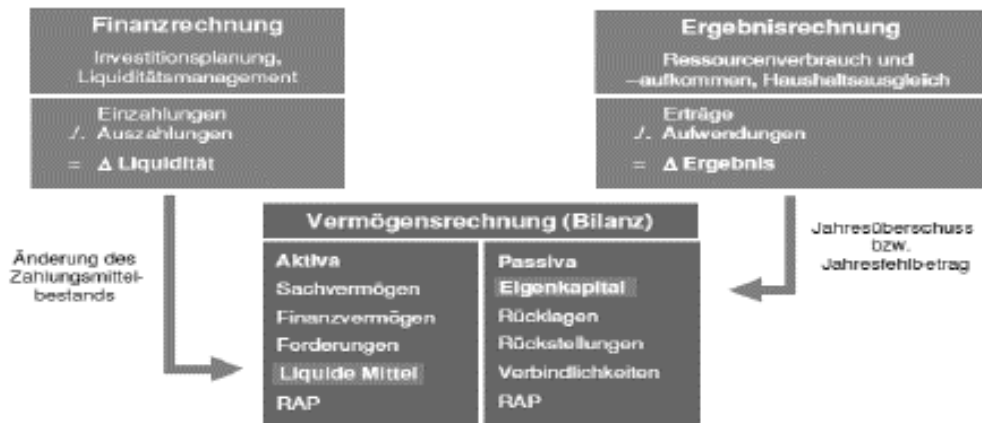 Finanzrechnung
Investitionsplanung,
Liquiditätsmanagement
Einzahlungen
./. Auszahlungen
= Δ Liquidität
Ergebnisrechnung
Ressourcenverbrauch und
–aufkommen, Haushaltsausgleich
Erträge
./. Aufwendungen
= Δ Ergebnis
Änderung des
Zahlungsmittel-
bestands
Vermögensrechnung (Bilanz)
Aktiva
Sachvermögen
Finanzvermögen
Forderungen
Liquide Mittel
RAP
Passiva
Eigenkapital
Rücklagen
Rückstellungen
Verbindlichkeiten
RAP
Jahresüberschuss
bzw.
Jahresfehlbetrag